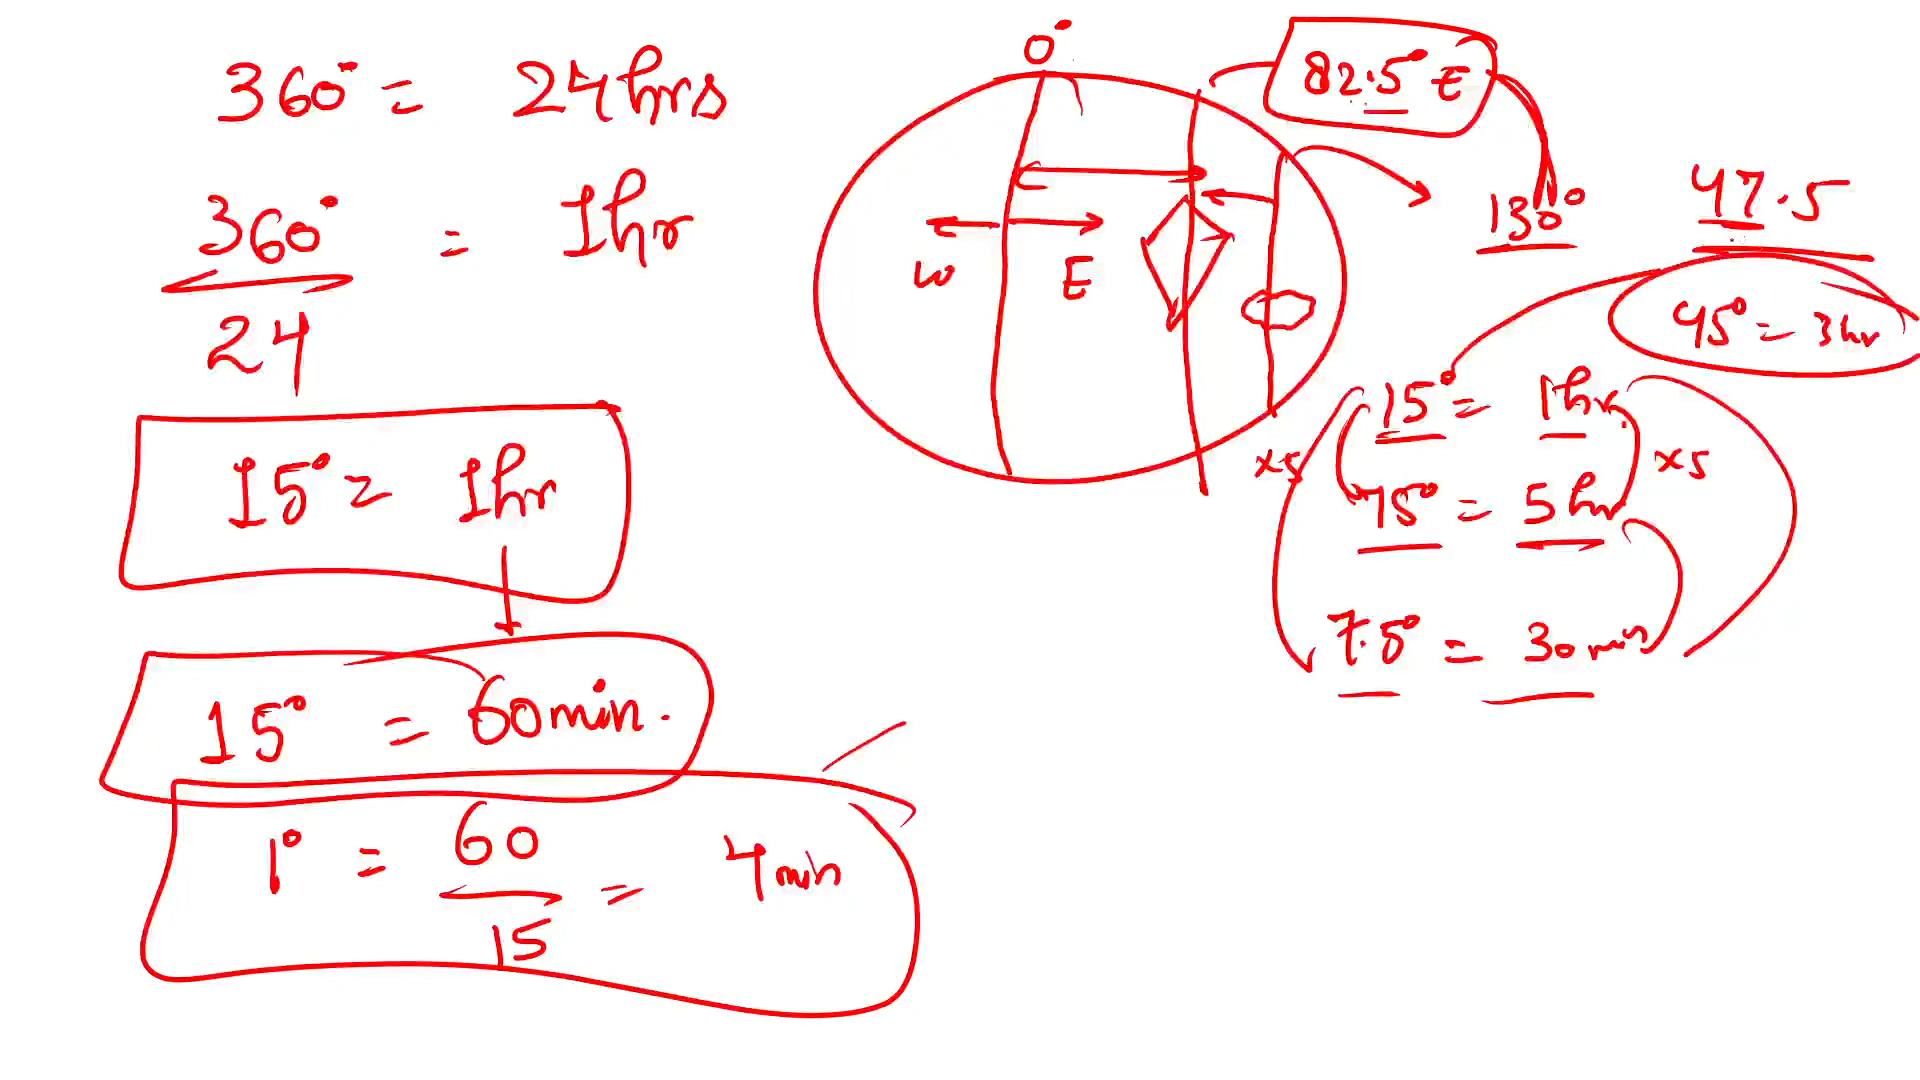 360° = 24hrs
360° = 1hr
24
15° = 1hr
15° = 60min.
1° = 60 = 4min
15
0°
82.5° E
W E
130°
47.5
45° = 3hr
15° = 1hr
x5 x5
75° = 5hr
7.5° = 30mins